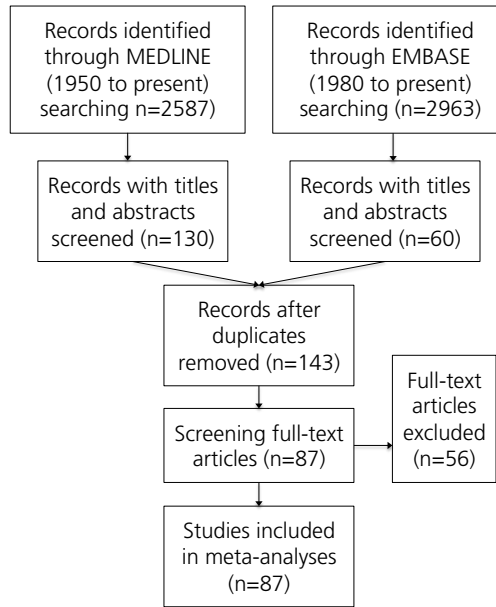 Records identified
through MEDLINE
(1950 to present)
searching n=2587)
Records identified
through EMBASE
(1980 to present)
searching (n=2963)
Records with titles
and abstracts
screened (n=130)
Records with titles
and abstracts
screened (n=60)
Records after
duplicates
removed (n=143)
Screening full-text
articles (n=87)
Full-text
articles
excluded
(n=56)
Studies included
in meta-analyses
(n=87)